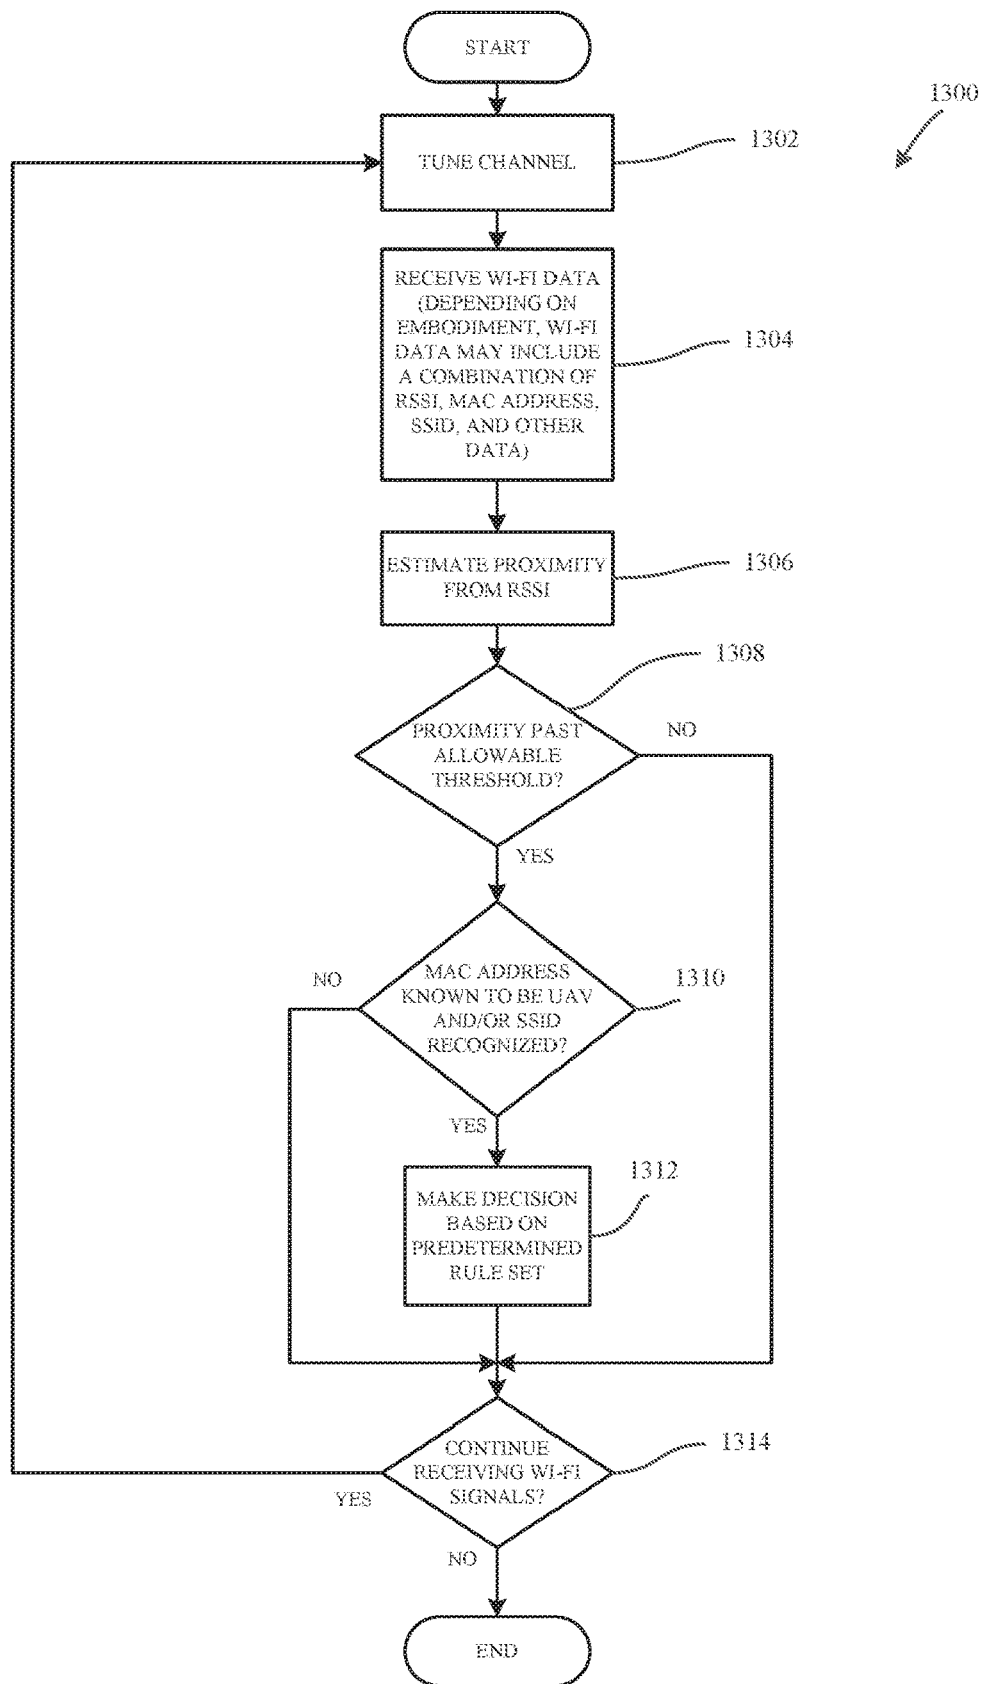 START
1300
TUNE CHANNEL
1302
RECEIVE WI-FI DATA
(DEPENDING ON
EMBODIMENT, WI-FI
DATA MAY INCLUDE
A COMBINATION OF
RSSI, MAC ADDRESS,
SSID, AND OTHER
DATA)
1304
ESTIMATE PROXIMITY
FROM RSSI
1306
1308
PROXIMITY PAST
ALLOWABLE
THRESHOLD?
NO
YES
NO
MAC ADDRESS
KNOWN TO BE UAV
AND/OR SSID
RECOGNIZED?
1310
YES
1312
MAKE DECISION
BASED ON
PREDETERMINED
RULE SET
CONTINUE
RECEIVING WI-FI
SIGNALS?
1314
YES
NO
END